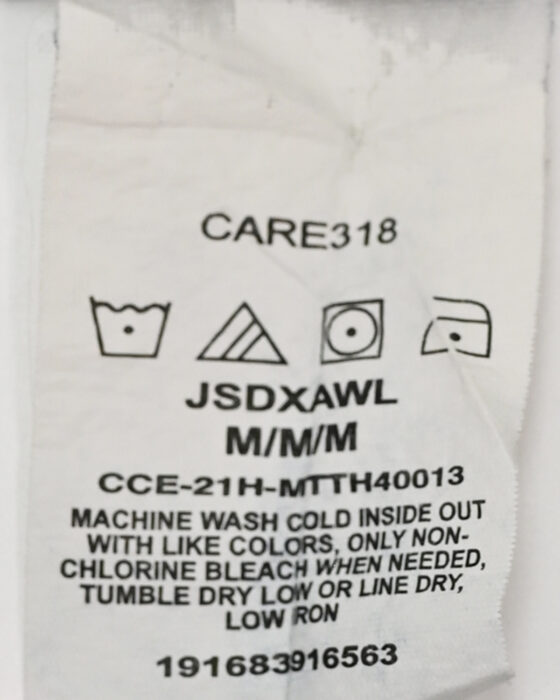 CARE318
JSDXAWL
M/M/M
CCE-21H-MTTH40013
MACHINE WASH COLD INSIDE OUT
WITH LIKE COLORS, ONLY NON-
CHLORINE BLEACH WHEN NEEDED,
TUMBLE DRY LOW OR LINE DRY,
LOW RON
191683916563